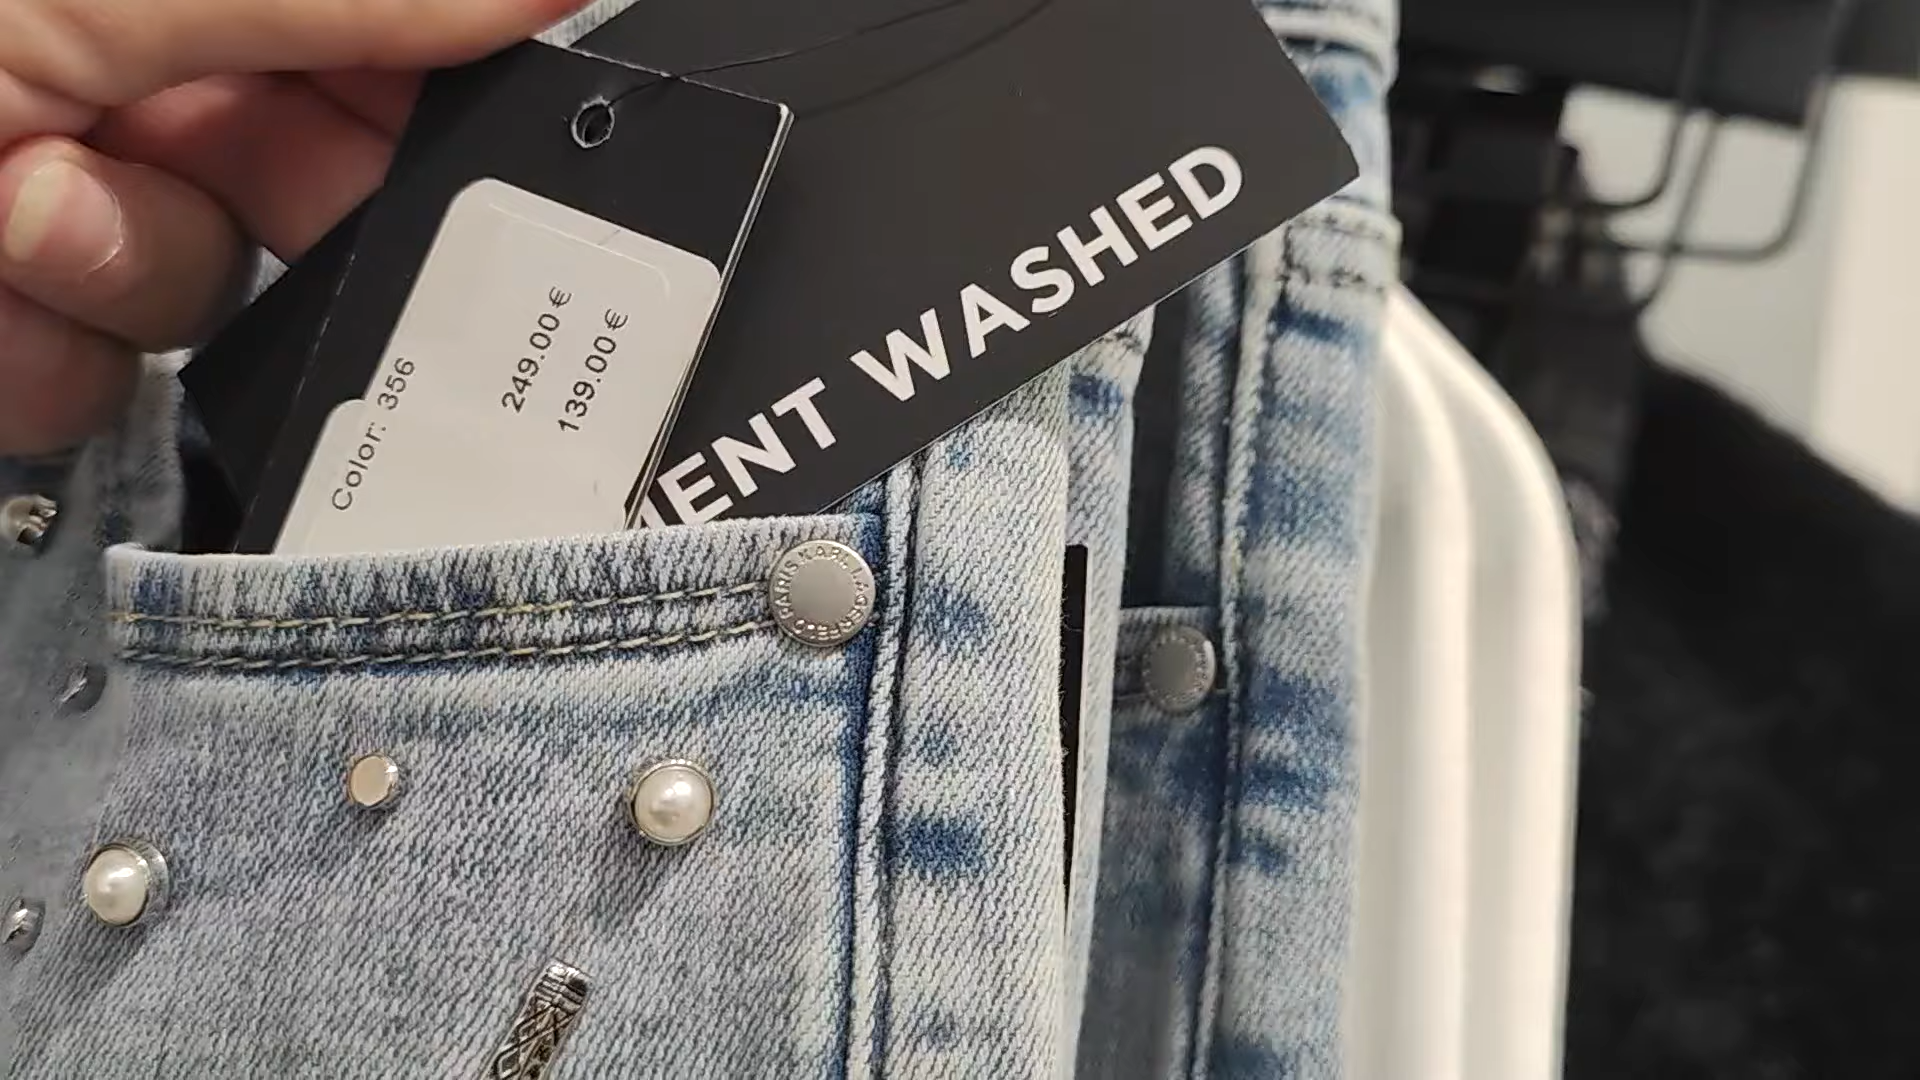 ENT WASHED
Color: 356
249.00 €
139.00 €
KARL LAGERFELD
PARIS